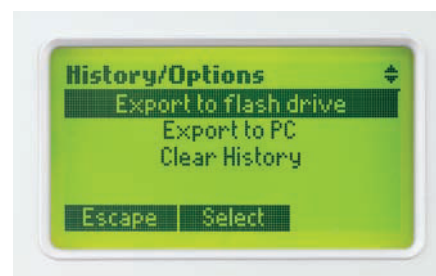 History/Options
Export to flash drive
Export to PC
Clear History
Escape Select